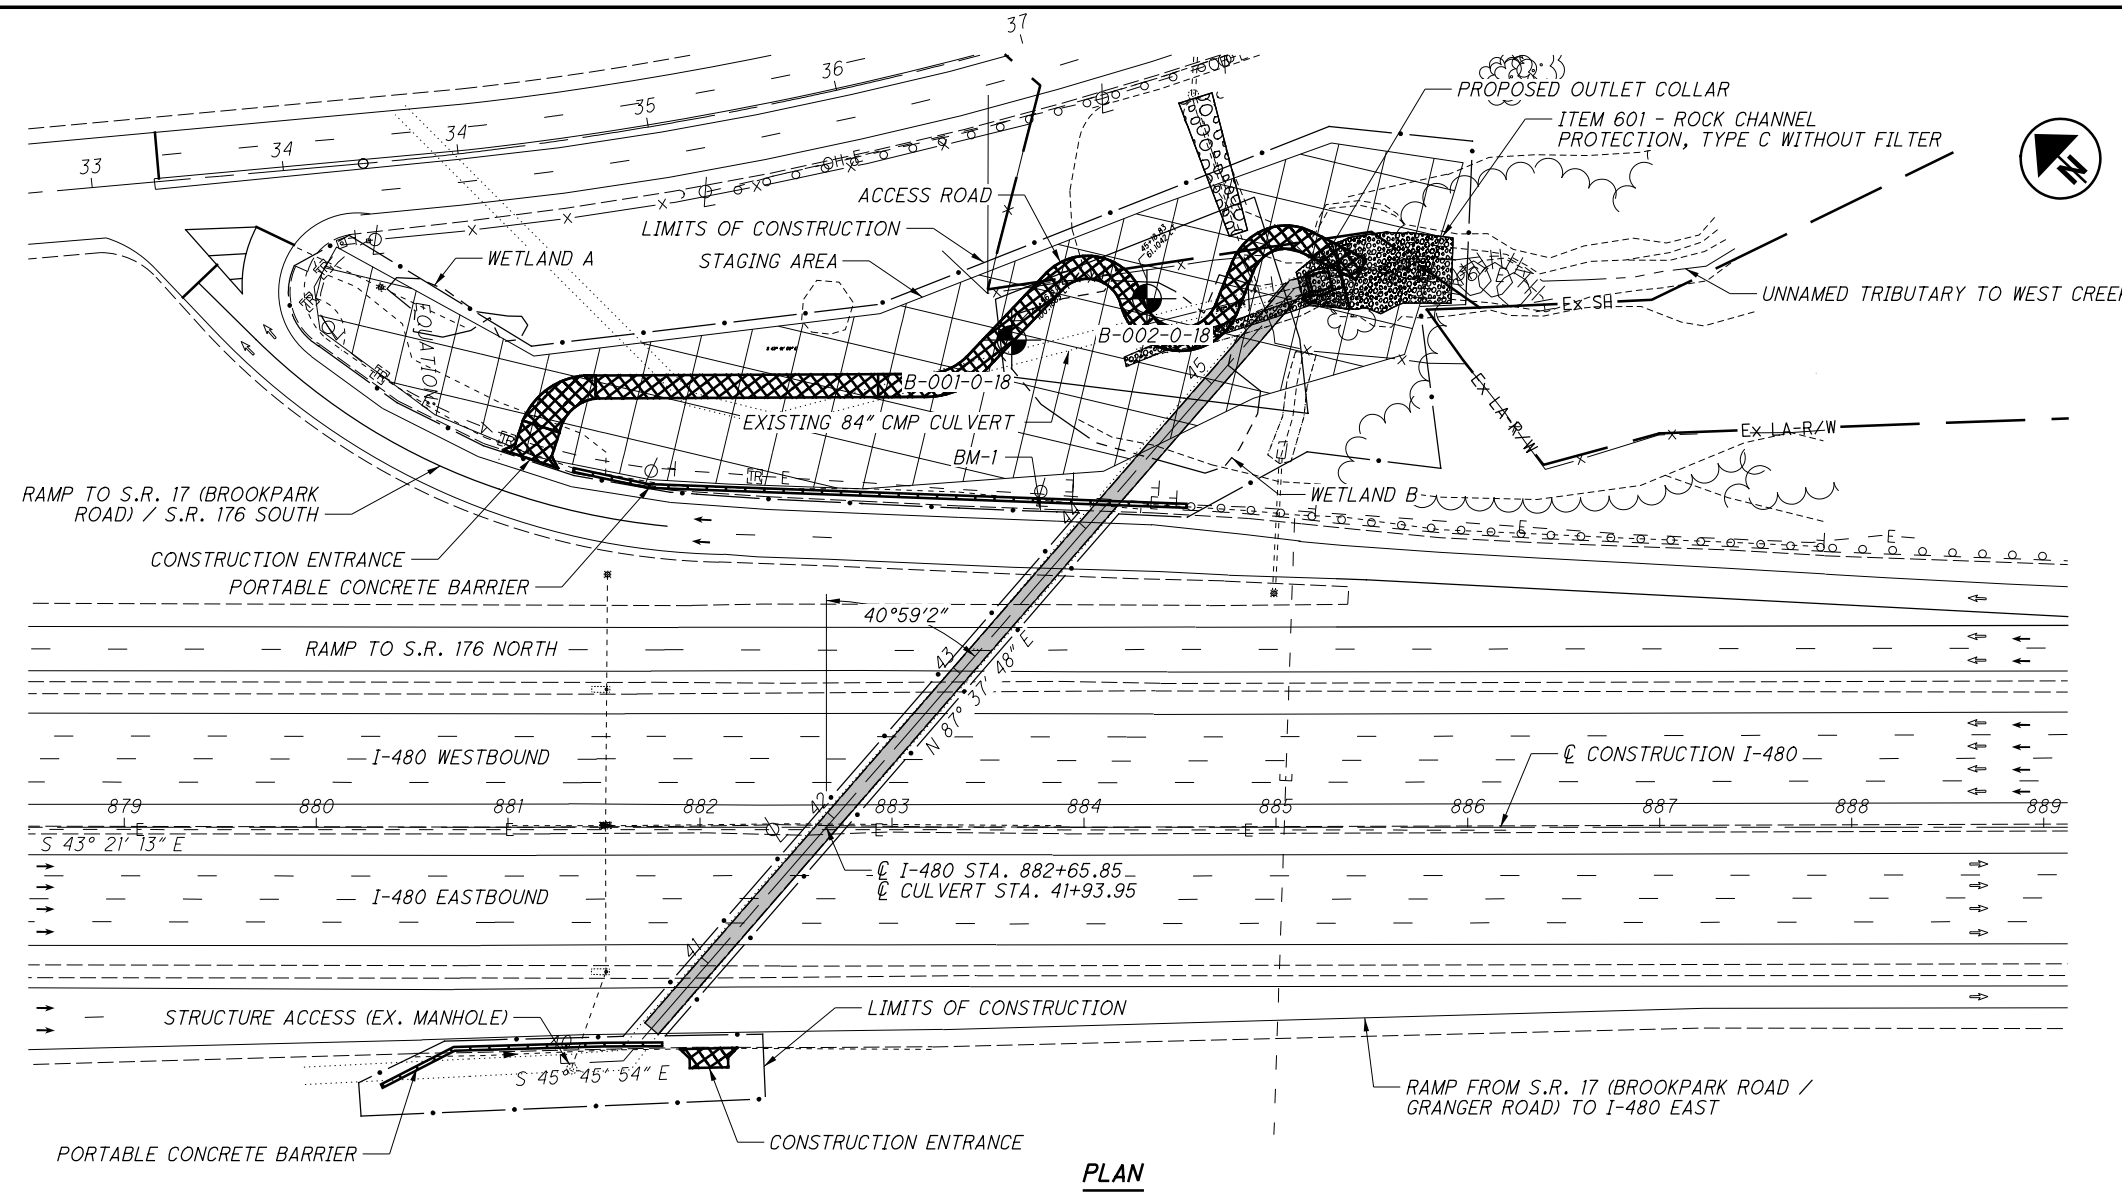 37
36
35
34
34
33
PROPOSED OUTLET COLLAR
ITEM 601 - ROCK CHANNEL
PROTECTION, TYPE C WITHOUT FILTER
N
OH-E
ACCESS ROAD
LIMITS OF CONSTRUCTION
STAGING AREA
WETLAND A
UNNAMED TRIBUTARY TO WEST CREEK
Ex SH
EQUATION
B-002-0-18
B-001-0-18
45
EXISTING 84" CMP CULVERT
Ex LA-R/W
Ex LA-R/W
BM-1
WETLAND B
RAMP TO S.R. 17 (BROOKPARK
ROAD) / S.R. 176 SOUTH
44
CONSTRUCTION ENTRANCE
PORTABLE CONCRETE BARRIER
40°59'2"
RAMP TO S.R. 176 NORTH
43
N 87° 37' 48" E
I-480 WESTBOUND
℄ CONSTRUCTION I-480
42
879 880 881 882 883 884 885 886 887 888 889
S 43° 21' 13" E
℄ I-480 STA. 882+65.85
℄ CULVERT STA. 41+93.95
I-480 EASTBOUND
41
STRUCTURE ACCESS (EX. MANHOLE)
LIMITS OF CONSTRUCTION
40
S 45° 45' 54" E
RAMP FROM S.R. 17 (BROOKPARK ROAD /
GRANGER ROAD) TO I-480 EAST
CONSTRUCTION ENTRANCE
PORTABLE CONCRETE BARRIER
PLAN